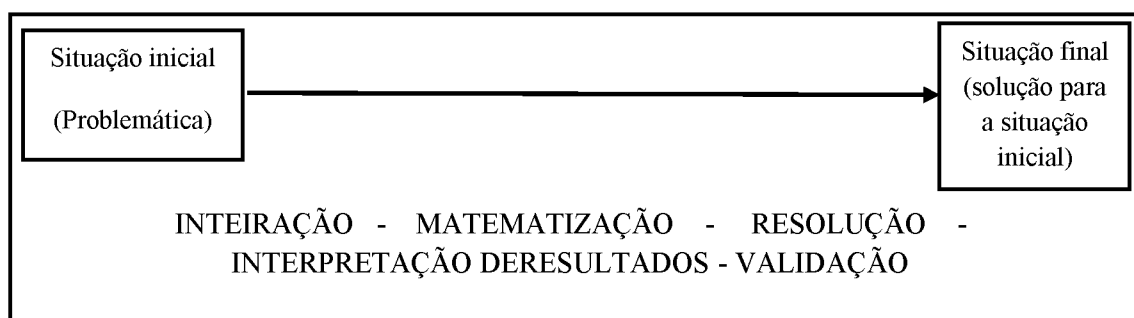 Situação inicial
(Problemática)
Situação final
(solução para
a situação
inicial)
INTEIRAÇÃO - MATEMATIZAÇÃO - RESOLUÇÃO -
INTERPRETAÇÃO DERESULTADOS - VALIDAÇÃO